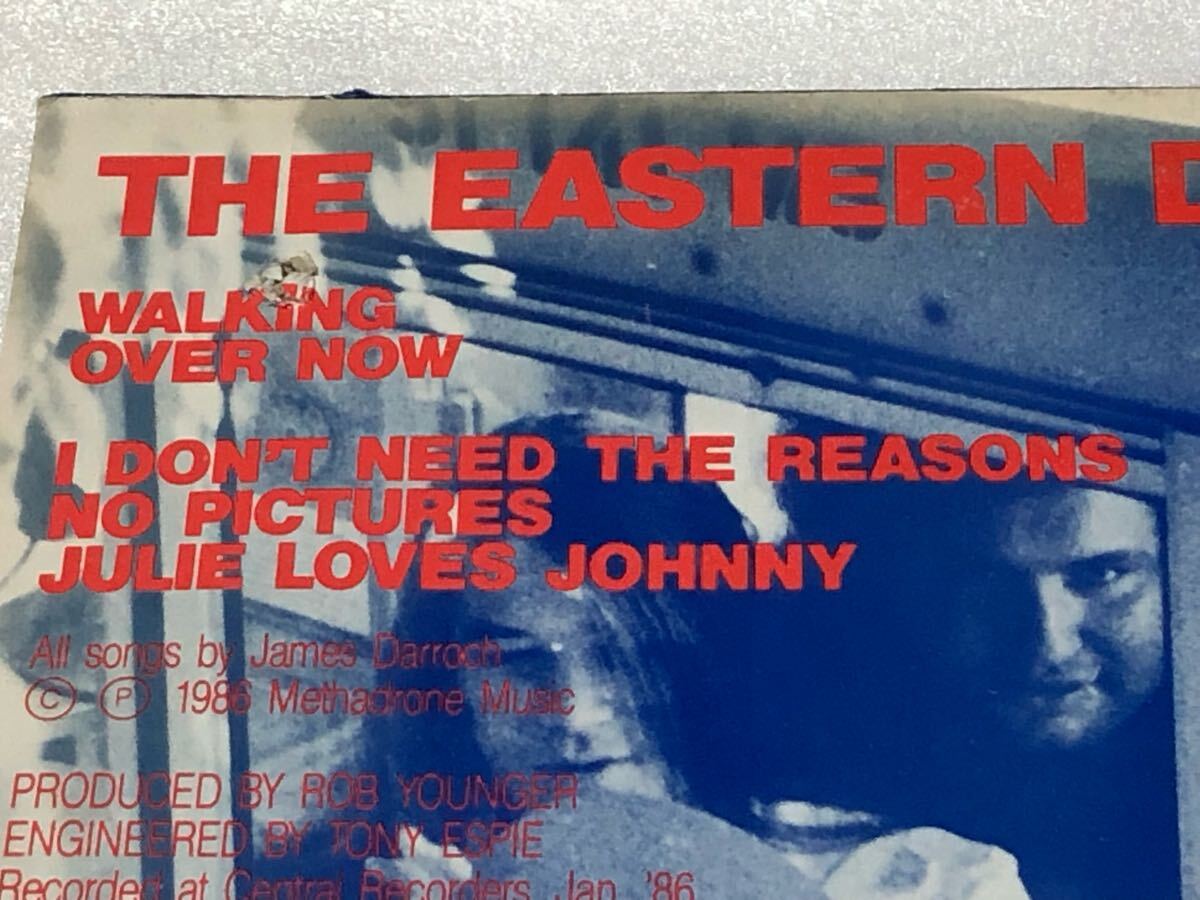 THE EASTERN D
WALKING
OVER NOW
I DON'T NEED THE REASONS
NO PICTURES
JULIE LOVES JOHNNY
All songs by James Darroch
© ℗ 1986 Methadrone Music
PRODUCED BY ROB YOUNGER
ENGINEERED BY TONY ESPIE
Recorded at Central Recorders Jan. '86